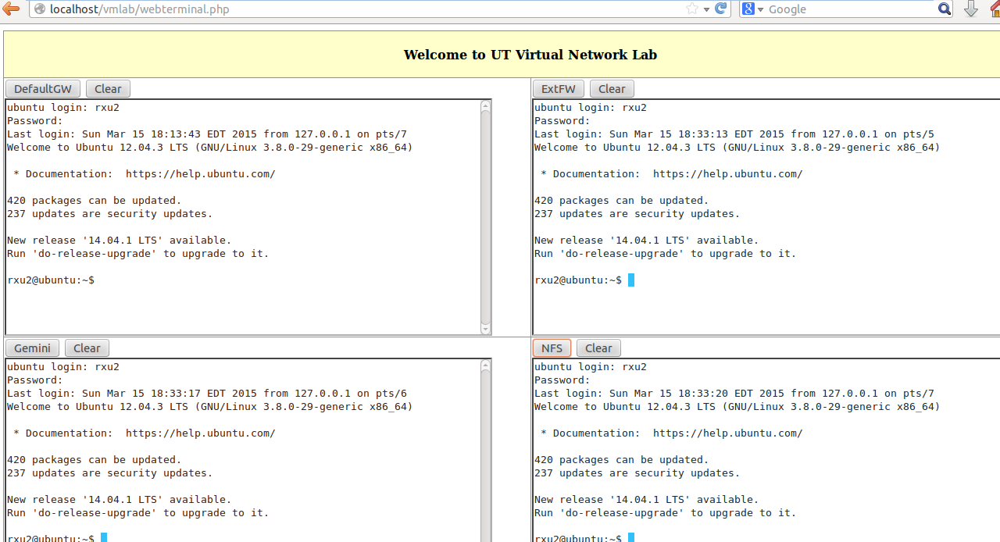 localhost/vmlab/webterminal.php
Google
Welcome to UT Virtual Network Lab
DefaultGW Clear
ubuntu login: rxu2
Password:
Last login: Sun Mar 15 18:13:43 EDT 2015 from 127.0.0.1 on pts/7
Welcome to Ubuntu 12.04.3 LTS (GNU/Linux 3.8.0-29-generic x86_64)
* Documentation:  https://help.ubuntu.com/
420 packages can be updated.
237 updates are security updates.
New release '14.04.1 LTS' available.
Run 'do-release-upgrade' to upgrade to it.
rxu2@ubuntu:~$
ExtFW Clear
ubuntu login: rxu2
Password:
Last login: Sun Mar 15 18:33:13 EDT 2015 from 127.0.0.1 on pts/5
Welcome to Ubuntu 12.04.3 LTS (GNU/Linux 3.8.0-29-generic x86_64)
* Documentation:  https://help.ubuntu.com/
420 packages can be updated.
237 updates are security updates.
New release '14.04.1 LTS' available.
Run 'do-release-upgrade' to upgrade to it.
rxu2@ubuntu:~$
Gemini Clear
ubuntu login: rxu2
Password:
Last login: Sun Mar 15 18:33:17 EDT 2015 from 127.0.0.1 on pts/6
Welcome to Ubuntu 12.04.3 LTS (GNU/Linux 3.8.0-29-generic x86_64)
* Documentation:  https://help.ubuntu.com/
420 packages can be updated.
237 updates are security updates.
New release '14.04.1 LTS' available.
Run 'do-release-upgrade' to upgrade to it.
rxu2@ubuntu:~$
NFS Clear
ubuntu login: rxu2
Password:
Last login: Sun Mar 15 18:33:20 EDT 2015 from 127.0.0.1 on pts/7
Welcome to Ubuntu 12.04.3 LTS (GNU/Linux 3.8.0-29-generic x86_64)
* Documentation:  https://help.ubuntu.com/
420 packages can be updated.
237 updates are security updates.
New release '14.04.1 LTS' available.
Run 'do-release-upgrade' to upgrade to it.
rxu2@ubuntu:~$